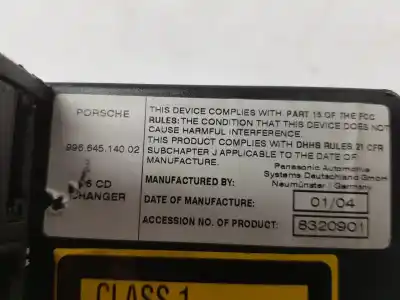 PORSCHE
996.645.140 02
6 CD
CHANGER
THIS DEVICE COMPLIES WITH PART 15 OF THE FCC
RULES:THE CONDITION THAT THIS DEVICE DOES NOT
CAUSE HARMFUL INTERFERENCE.
THIS PRODUCT COMPLIES WITH DHHS RULES 21 CFR
SUBCHAPTER J APPLICABLE TO THE DATE OF
MANUFACTURE.
Panasonic Automotive
MANUFACTURED BY: Systems Deutschland GmbH
Neumünster / Germany
DATE OF MANUFACTURE: 01/04
ACCESSION NO. OF PRODUCT: 8320901
CLASS 1